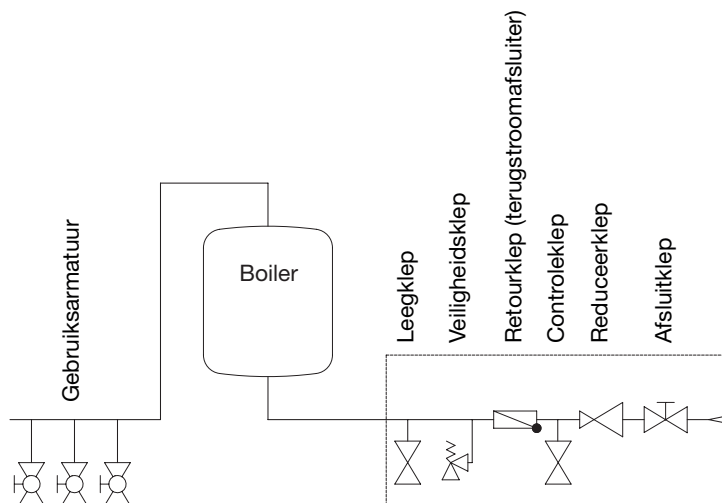 Gebruiksarmatuur
Boiler
Leegklep
Veiligheidsklep
Retourklep (terugstroomafsluiter)
Controleklep
Reduceerklep
Afsluitklep